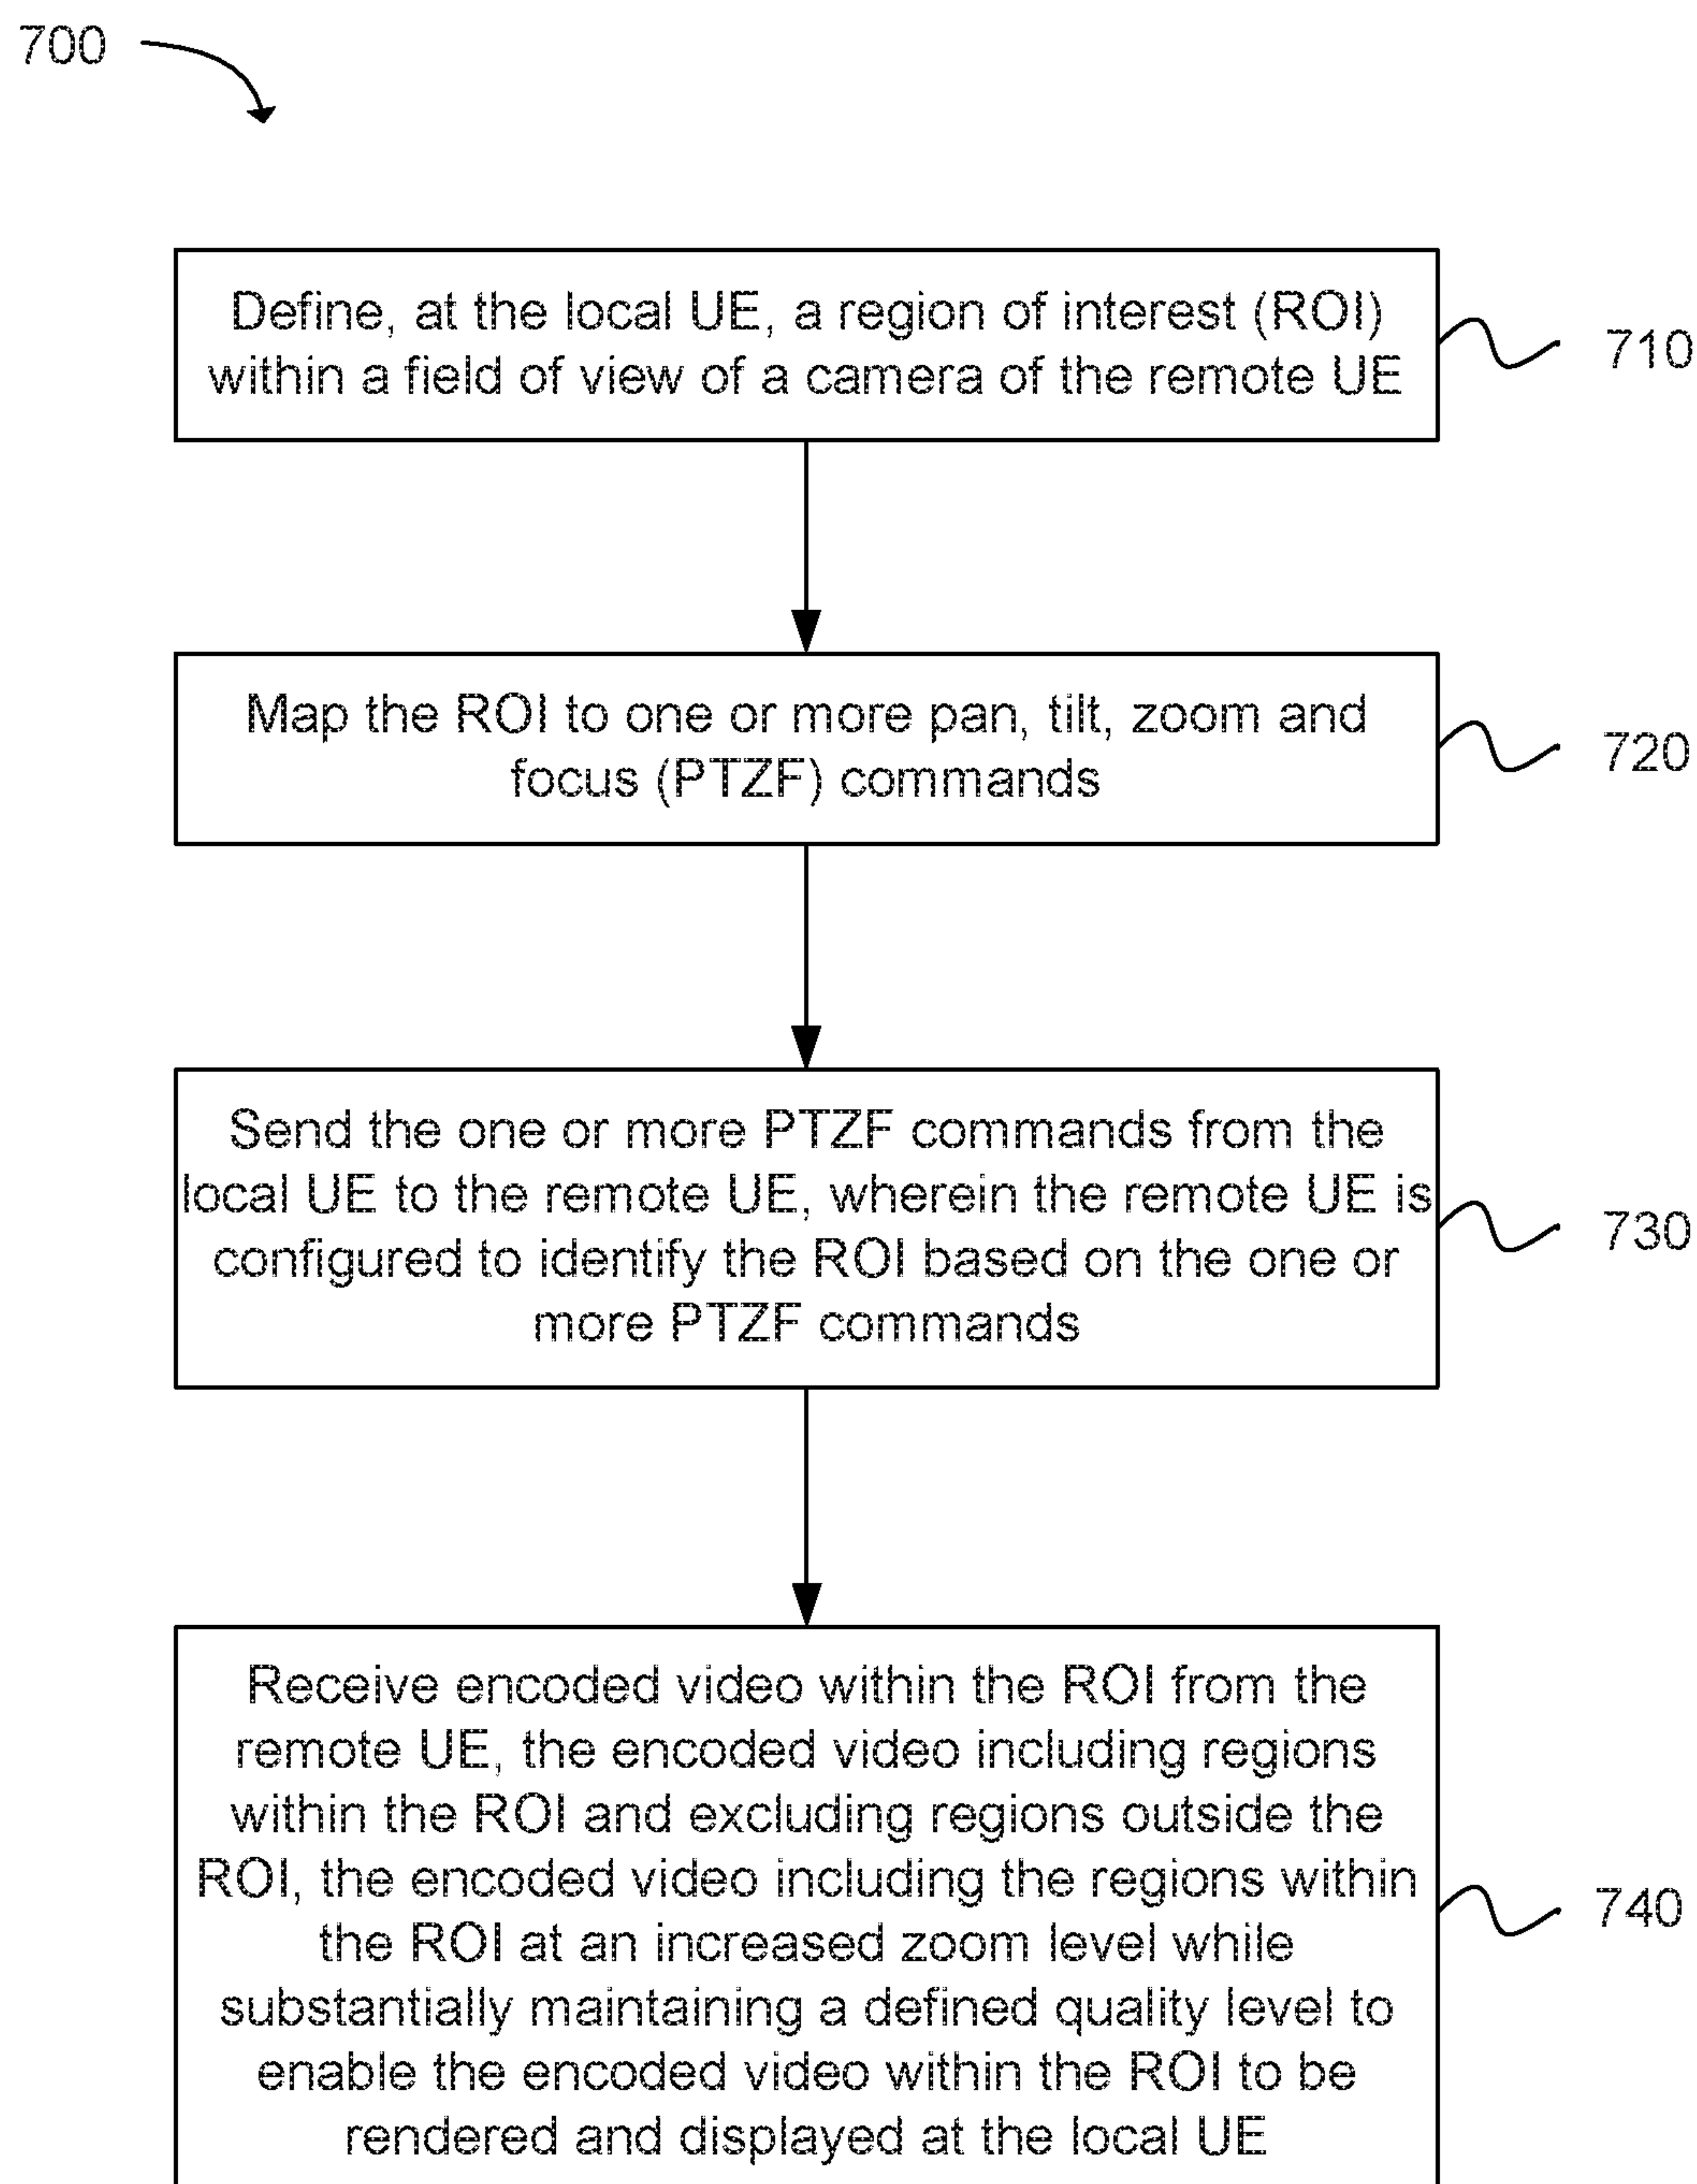 700
Define, at the local UE, a region of interest (ROI)
within a field of view of a camera of the remote UE
710
Map the ROI to one or more pan, tilt, zoom and
focus (PTZF) commands
720
Send the one or more PTZF commands from the
local UE to the remote UE, wherein the remote UE is
configured to identify the ROI based on the one or
more PTZF commands
730
Receive encoded video within the ROI from the
remote UE, the encoded video including regions
within the ROI and excluding regions outside the
ROI, the encoded video including the regions within
the ROI at an increased zoom level while
substantially maintaining a defined quality level to
enable the encoded video within the ROI to be
rendered and displayed at the local UE
740